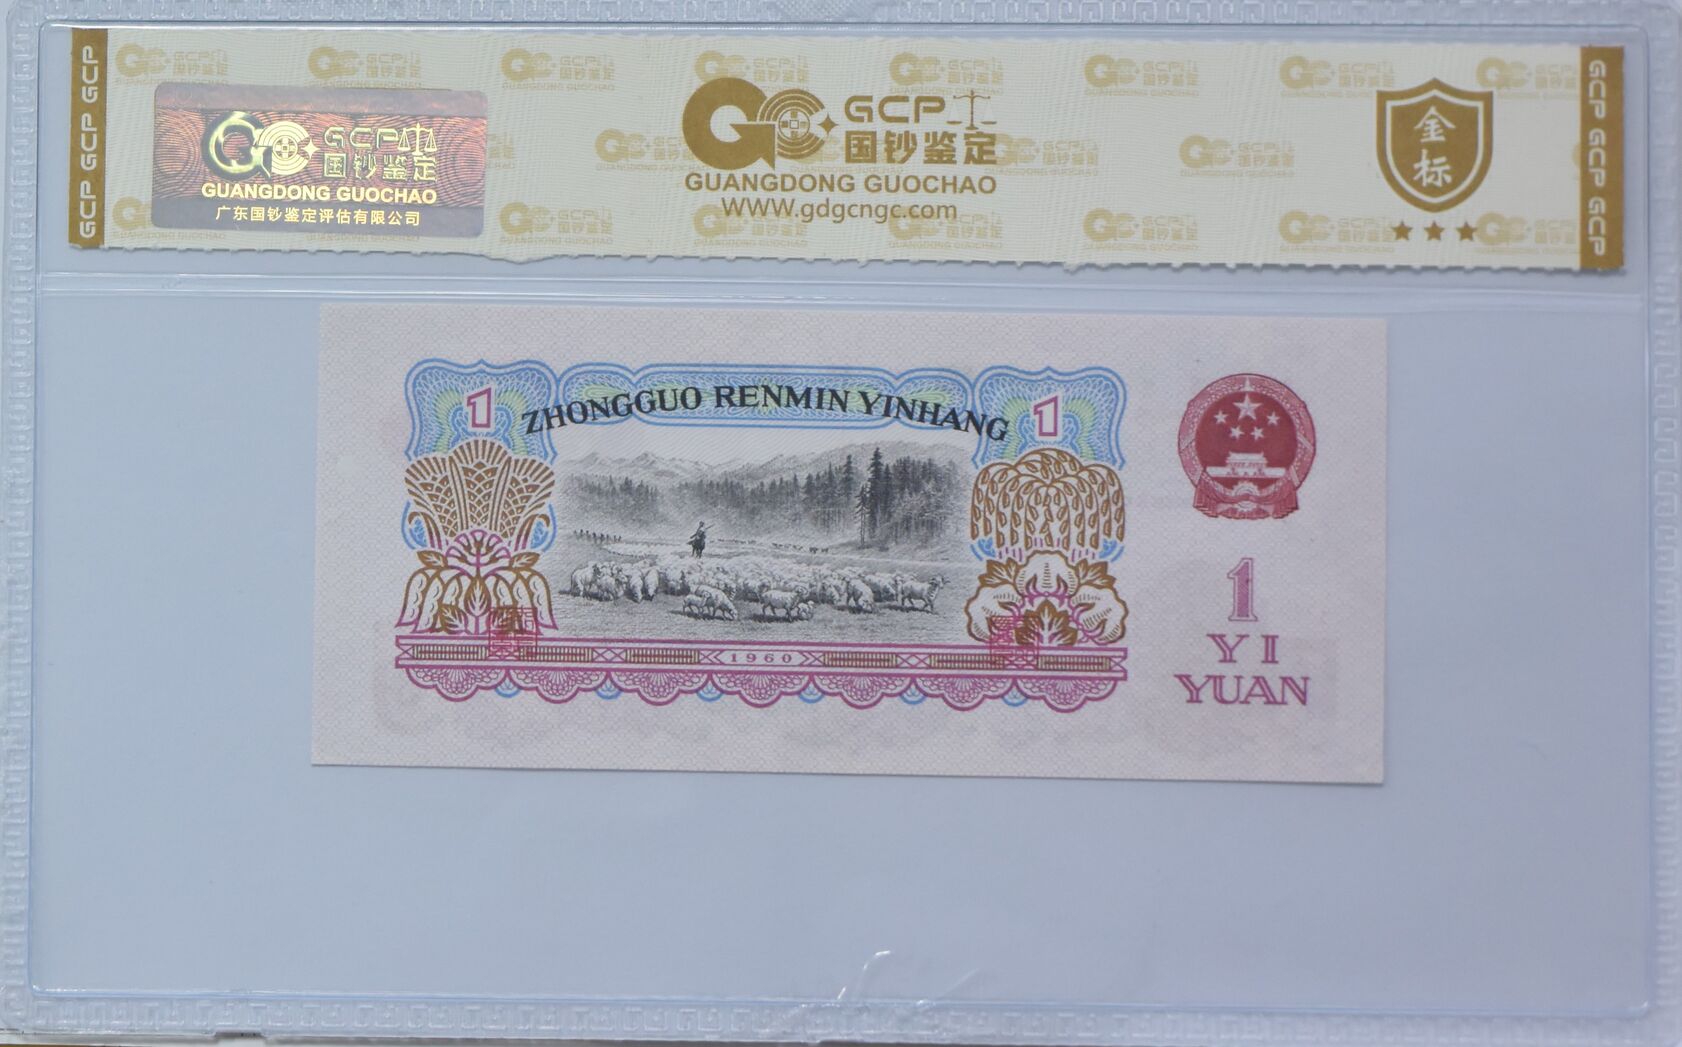 GCP GCP GCP
GCP
国钞鉴定
GUANGDONG GUOCHAO
广东国钞鉴定评估有限公司
GCP
国钞鉴定
GUANGDONG GUOCHAO
WWW.gdgcngc.com
金标
GCP GCP GCP
1
ZHONGGUO RENMIN YINHANG
1
1960
1
YI
YUAN